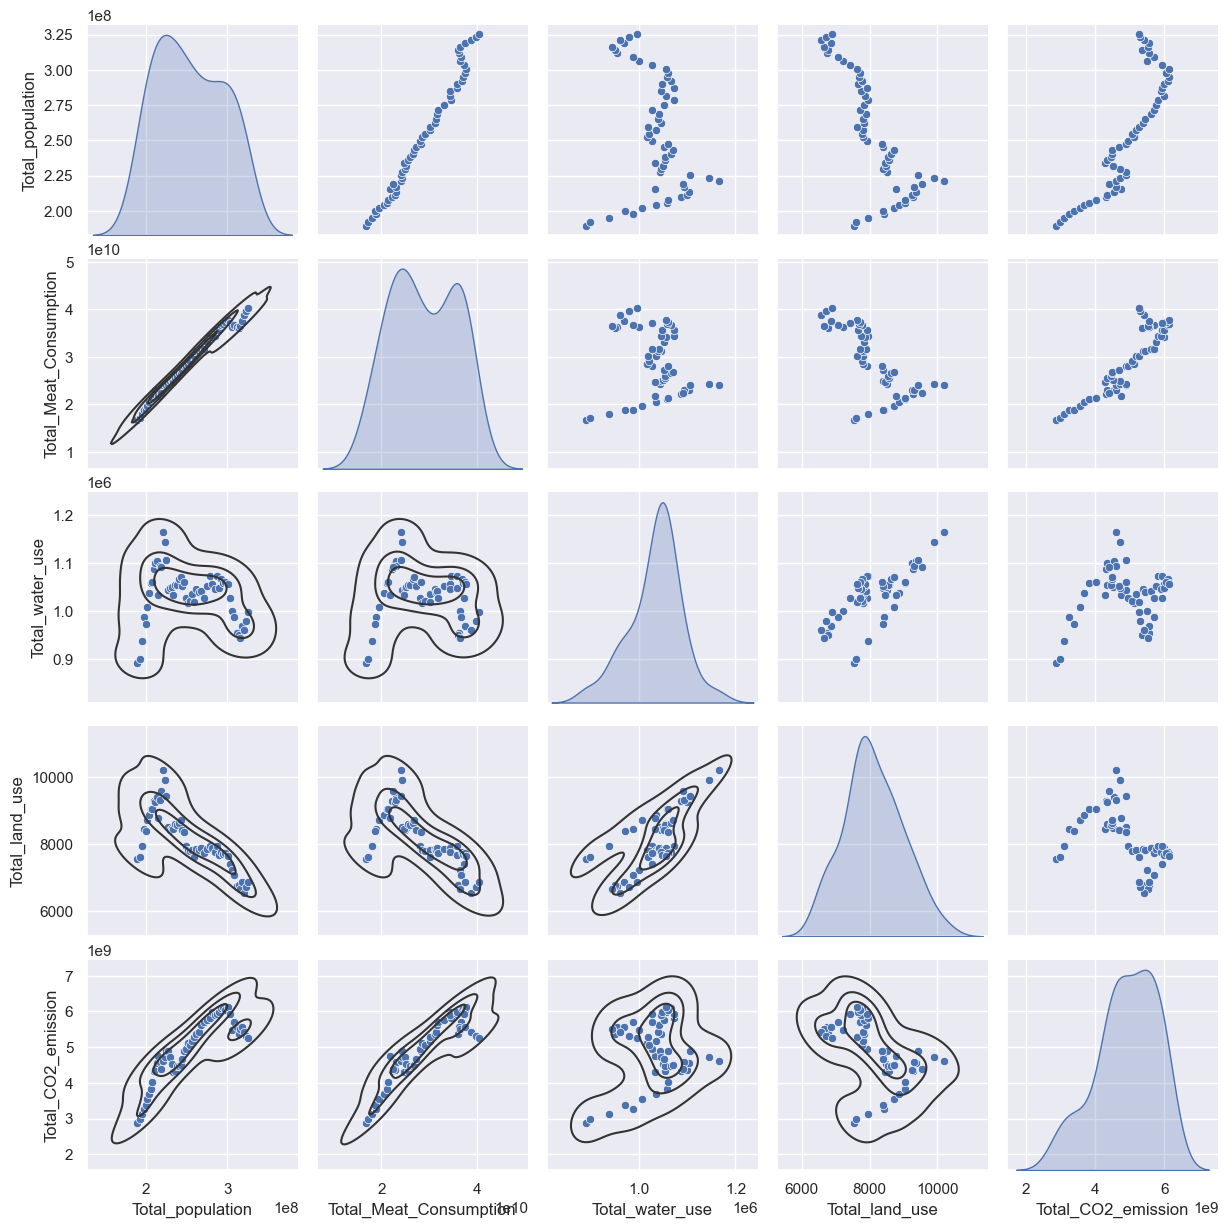 1e8
3.25
3.00
2.75
2.50
2.25
2.00
Total_population
1e10
5
4
3
2
1
Total_Meat_Consumption
1e6
1.2
1.1
1.0
0.9
Total_water_use
10000
8000
6000
Total_land_use
1e9
7
6
5
4
3
2
Total_CO2_emission
2 3
1e8
Total_population
2 4
1e10
Total_Meat_Consumption
1.0 1.2
1e6
Total_water_use
6000 8000 10000
Total_land_use
2 4 6
1e9
Total_CO2_emission